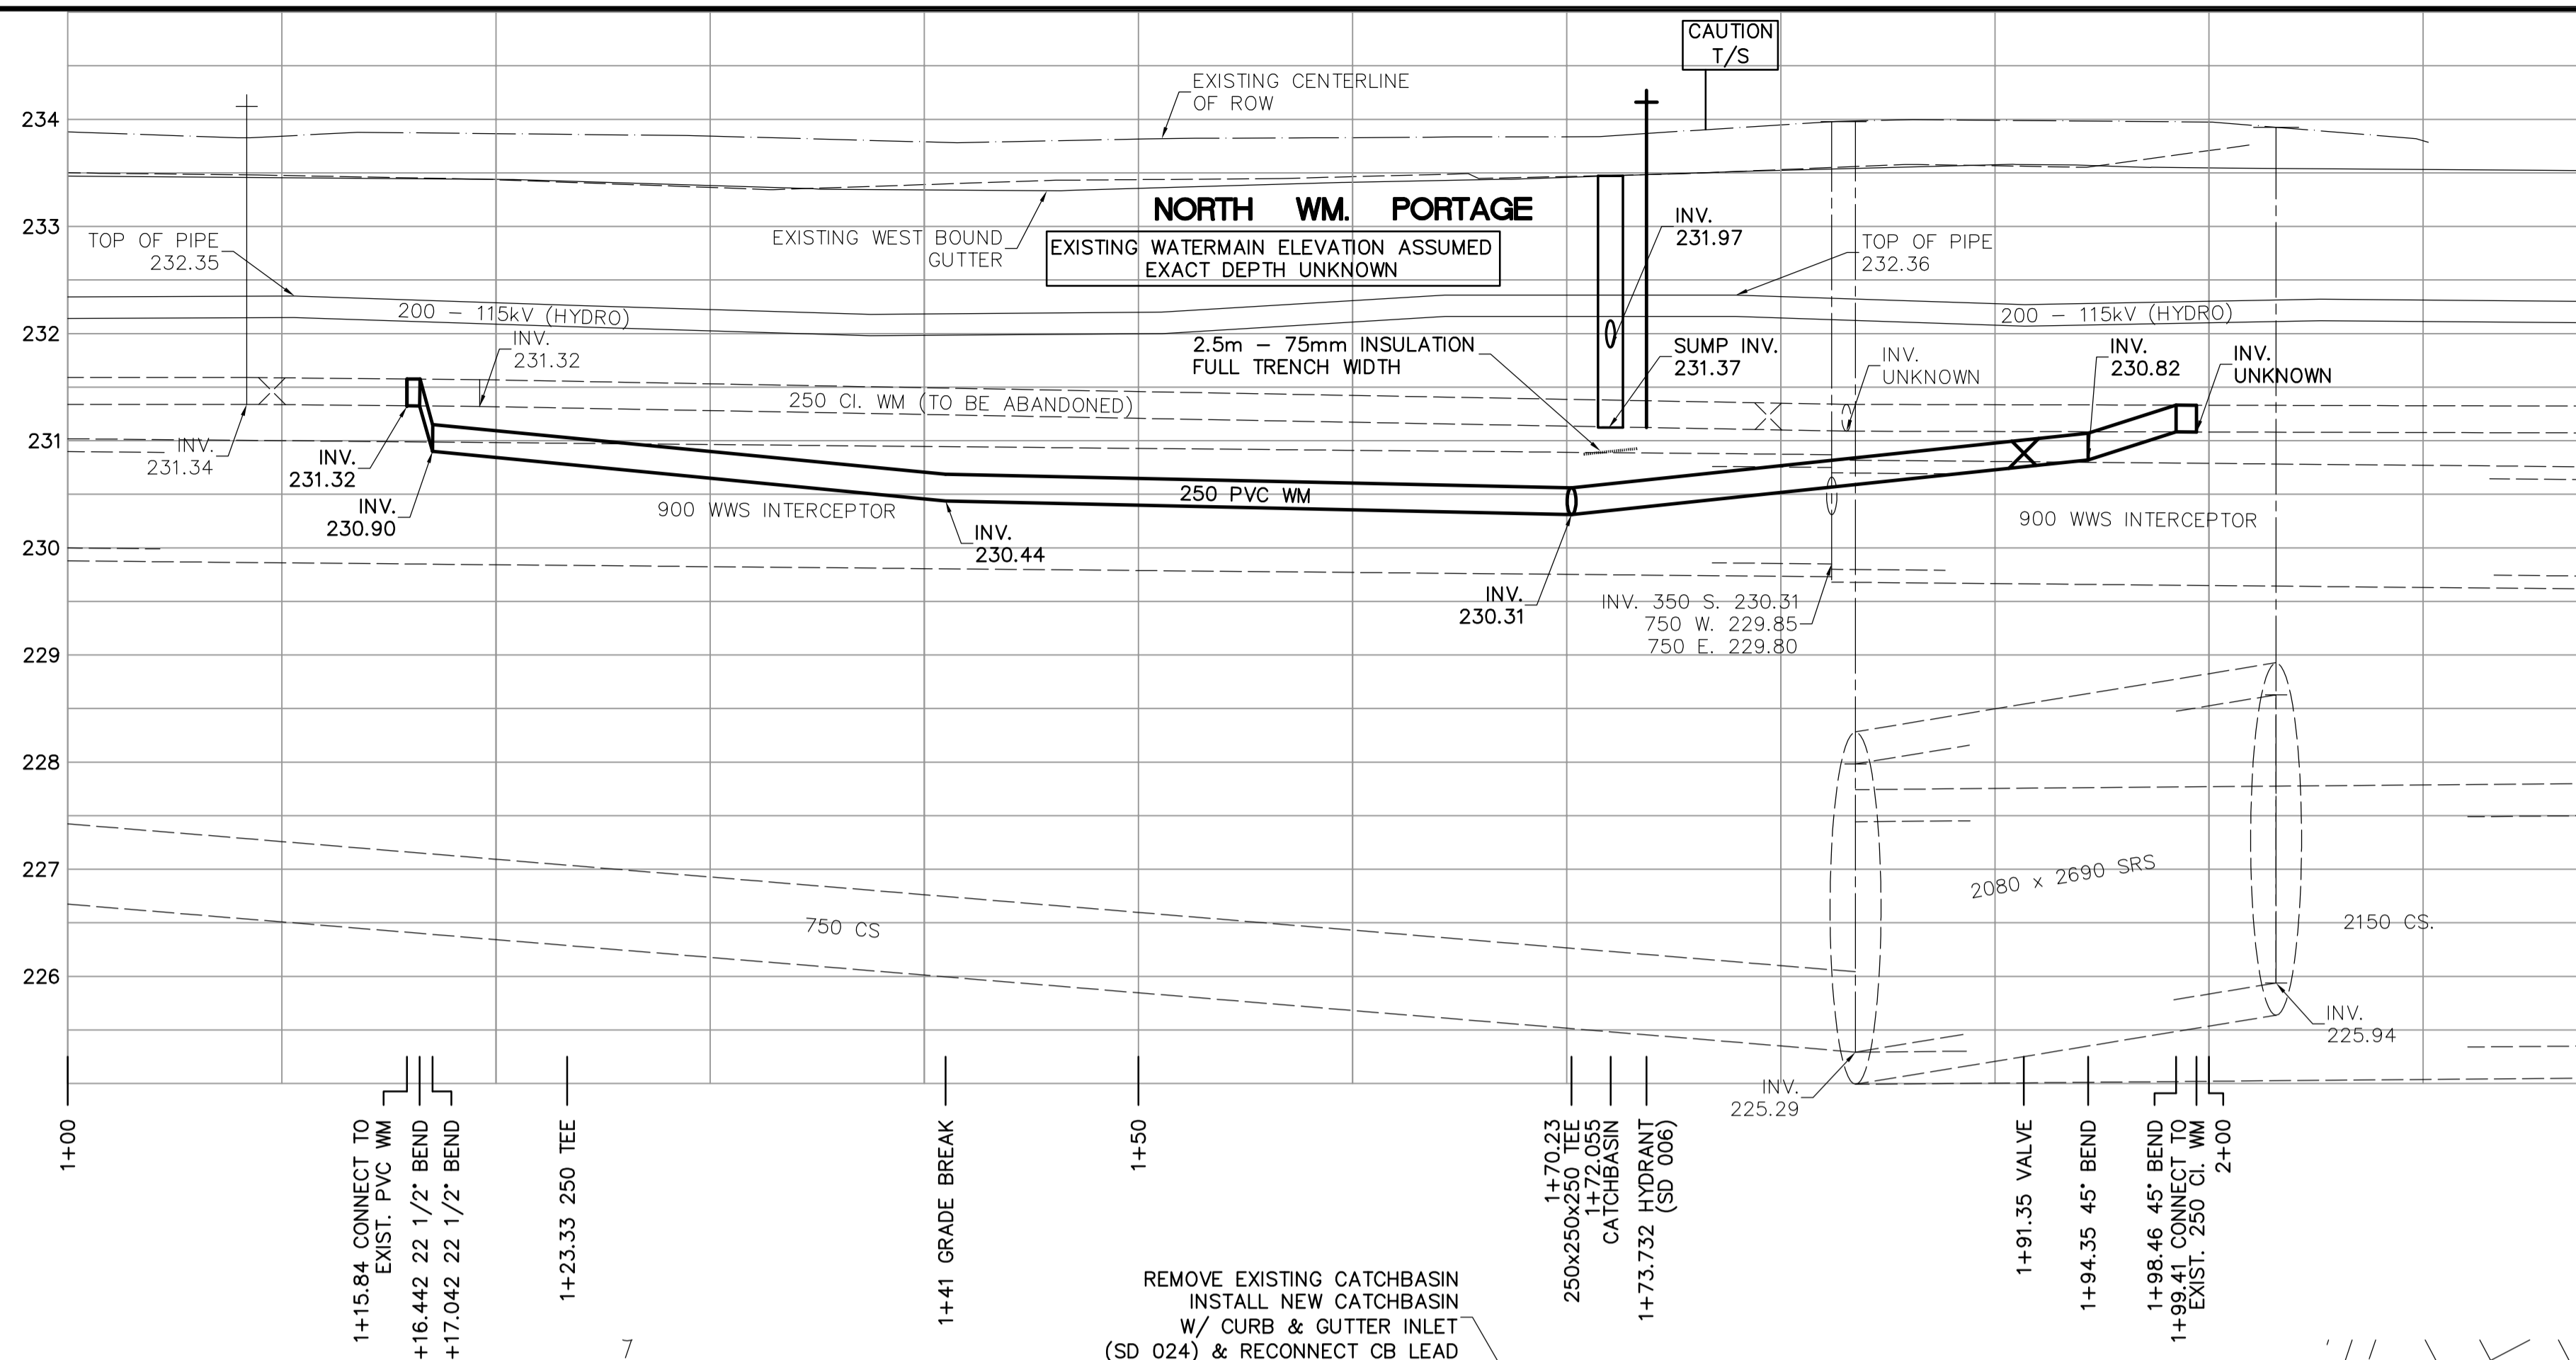 CAUTION
T/S
EXISTING CENTERLINE
OF ROW
234
233
232
231
230
229
228
227
226
NORTH WM. PORTAGE
EXISTING WATERMAIN ELEVATION ASSUMED
EXACT DEPTH UNKNOWN
EXISTING WEST BOUND
GUTTER
TOP OF PIPE
232.35
INV.
231.97
TOP OF PIPE
232.36
200 - 115kV (HYDRO)
200 - 115kV (HYDRO)
INV.
231.32
2.5m - 75mm INSULATION
FULL TRENCH WIDTH
SUMP INV.
231.37
INV.
UNKNOWN
INV.
230.82
INV.
UNKNOWN
250 CI. WM (TO BE ABANDONED)
INV.
231.34
INV.
231.32
INV.
230.90
900 WWS INTERCEPTOR
250 PVC WM
INV.
230.44
900 WWS INTERCEPTOR
INV.
230.31
INV. 350 S. 230.31
750 W. 229.85
750 E. 229.80
750 CS
2080 x 2690 SRS
2150 CS.
INV.
225.94
INV.
225.29
1+00
1+15.84 CONNECT TO
EXIST. PVC WM
+16.442 22 1/2° BEND
+17.042 22 1/2° BEND
1+23.33 250 TEE
1+41 GRADE BREAK
1+50
1+70.23
250x250x250 TEE
1+72.055
CATCHBASIN
1+73.732 HYDRANT
(SD 006)
1+91.35 VALVE
1+94.35 45° BEND
1+98.46 45° BEND
1+99.41 CONNECT TO
EXIST. 250 CI. WM
2+00
REMOVE EXISTING CATCHBASIN
INSTALL NEW CATCHBASIN
W/ CURB & GUTTER INLET
(SD 024) & RECONNECT CB LEAD
7